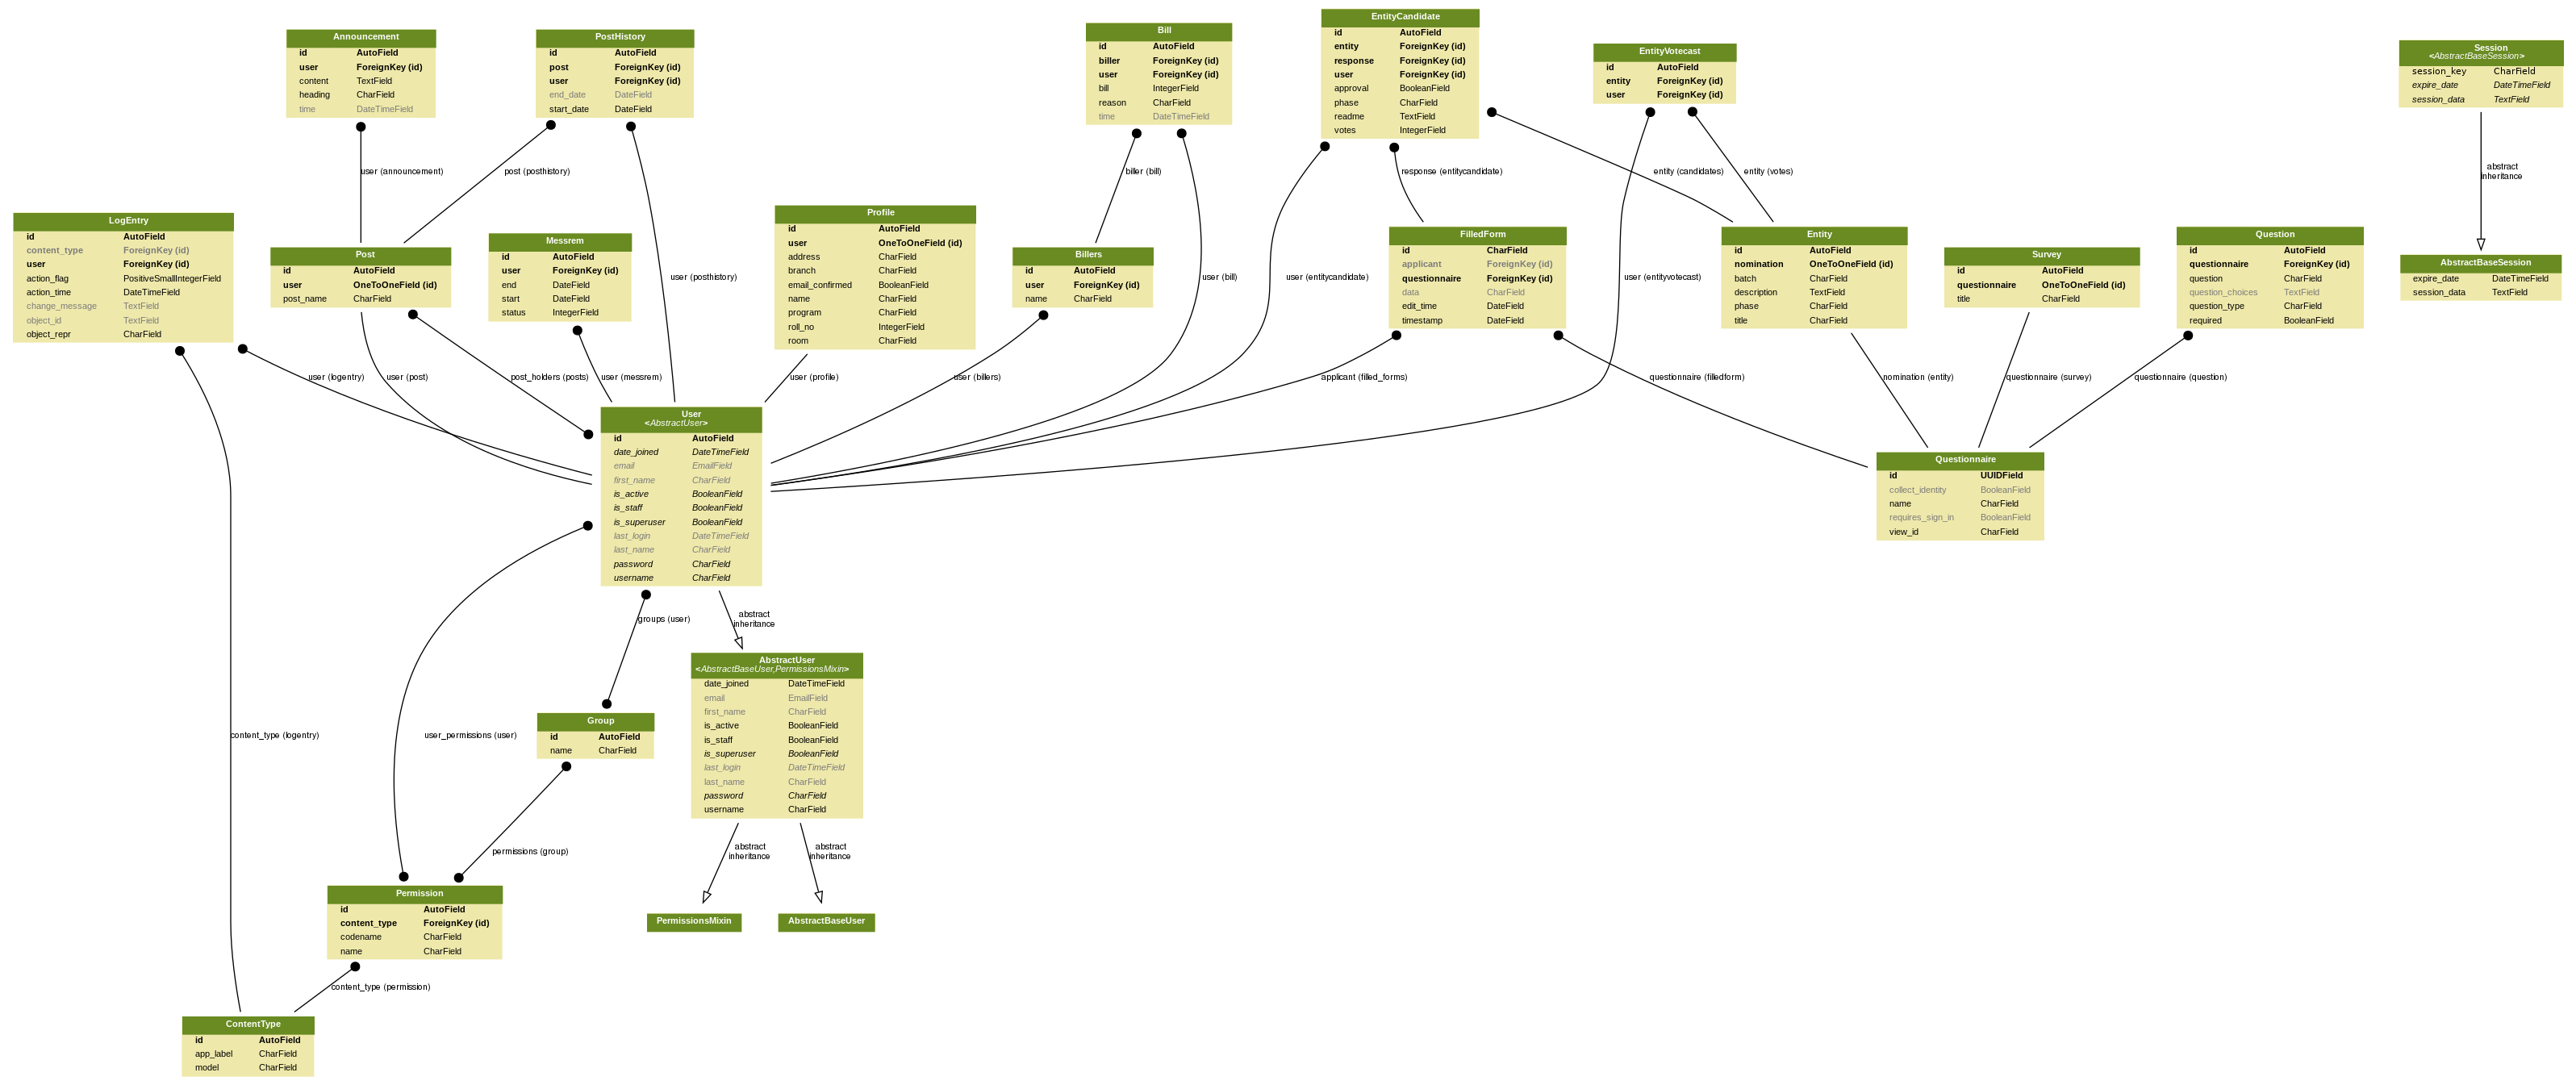 Announcement
id AutoField
user ForeignKey (id)
content TextField
heading CharField
time DateTimeField
PostHistory
id AutoField
post ForeignKey (id)
user ForeignKey (id)
end_date DateField
start_date DateField
Bill
id AutoField
biller ForeignKey (id)
user ForeignKey (id)
bill IntegerField
reason CharField
time DateTimeField
EntityCandidate
id AutoField
entity ForeignKey (id)
response ForeignKey (id)
user ForeignKey (id)
approval BooleanField
phase CharField
readme TextField
votes IntegerField
EntityVotecast
id AutoField
entity ForeignKey (id)
user ForeignKey (id)
Session
<AbstractBaseSession>
session_key CharField
expire_date DateTimeField
session_data TextField
user (announcement)
post (posthistory)
biller (bill)
response (entitycandidate)
entity (candidates)
entity (votes)
abstract
inheritance
LogEntry
id AutoField
content_type ForeignKey (id)
user ForeignKey (id)
action_flag PositiveSmallIntegerField
action_time DateTimeField
change_message TextField
object_id TextField
object_repr CharField
Post
id AutoField
user OneToOneField (id)
post_name CharField
Messrem
id AutoField
user ForeignKey (id)
end DateField
start DateField
status IntegerField
user (posthistory)
Profile
id AutoField
user OneToOneField (id)
address CharField
branch CharField
email_confirmed BooleanField
name CharField
program CharField
roll_no IntegerField
room CharField
Billers
id AutoField
user ForeignKey (id)
name CharField
user (bill)
user (entitycandidate)
FilledForm
id CharField
applicant ForeignKey (id)
questionnaire ForeignKey (id)
data CharField
edit_time DateField
timestamp DateField
user (entityvotecast)
Entity
id AutoField
nomination OneToOneField (id)
batch CharField
description TextField
phase CharField
title CharField
Survey
id AutoField
questionnaire OneToOneField (id)
title CharField
Question
id AutoField
questionnaire ForeignKey (id)
question CharField
question_choices TextField
question_type CharField
required BooleanField
AbstractBaseSession
expire_date DateTimeField
session_data TextField
user (logentry)
user (post)
post_holders (posts)
user (messrem)
user (profile)
user (billers)
applicant (filled_forms)
questionnaire (filledform)
nomination (entity)
questionnaire (survey)
questionnaire (question)
User
<AbstractUser>
id AutoField
date_joined DateTimeField
email EmailField
first_name CharField
is_active BooleanField
is_staff BooleanField
is_superuser BooleanField
last_login DateTimeField
last_name CharField
password CharField
username CharField
Questionnaire
id UUIDField
collect_identity BooleanField
name CharField
requires_sign_in BooleanField
view_id CharField
groups (user)
abstract
inheritance
AbstractUser
<AbstractBaseUser,PermissionsMixin>
date_joined DateTimeField
email EmailField
first_name CharField
is_active BooleanField
is_staff BooleanField
is_superuser BooleanField
last_login DateTimeField
last_name CharField
password CharField
username CharField
content_type (logentry)
user_permissions (user)
Group
id AutoField
name CharField
permissions (group)
abstract
inheritance
abstract
inheritance
Permission
id AutoField
content_type ForeignKey (id)
codename CharField
name CharField
PermissionsMixin
AbstractBaseUser
content_type (permission)
ContentType
id AutoField
app_label CharField
model CharField